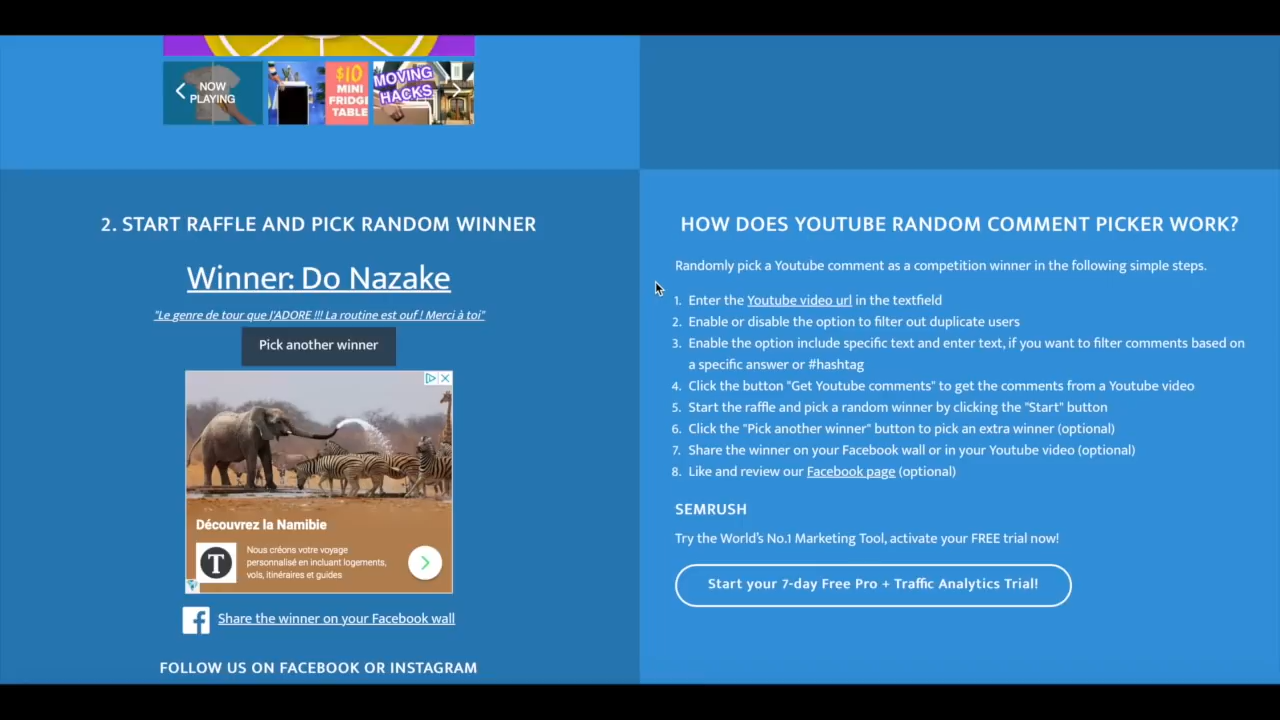 NOW
PLAYING
$10
MINI
FRIDGE
TABLE
MOVING
HACKS
2. START RAFFLE AND PICK RANDOM WINNER
Winner: Do Nazake
"Le genre de tour que J'ADORE !!! La routine est ouf ! Merci à toi"
Pick another winner
Découvrez la Namibie
T
Nous créons votre voyage
personnalisé en incluant logements,
vols, itinéraires et guides
Share the winner on your Facebook wall
FOLLOW US ON FACEBOOK OR INSTAGRAM
HOW DOES YOUTUBE RANDOM COMMENT PICKER WORK?
Randomly pick a Youtube comment as a competition winner in the following simple steps.
1. Enter the Youtube video url in the textfield
2. Enable or disable the option to filter out duplicate users
3. Enable the option include specific text and enter text, if you want to filter comments based on
a specific answer or #hashtag
4. Click the button "Get Youtube comments" to get the comments from a Youtube video
5. Start the raffle and pick a random winner by clicking the "Start" button
6. Click the "Pick another winner" button to pick an extra winner (optional)
7. Share the winner on your Facebook wall or in your Youtube video (optional)
8. Like and review our Facebook page (optional)
SEMRUSH
Try the World's No.1 Marketing Tool, activate your FREE trial now!
Start your 7-day Free Pro + Traffic Analytics Trial!